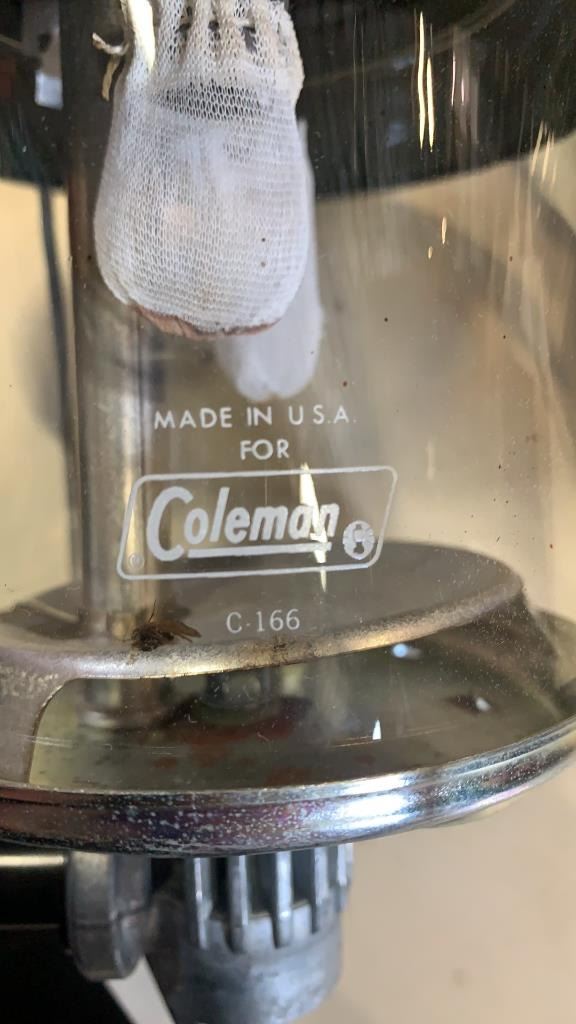 MADE IN U.S.A.
FOR
Coleman
C-166